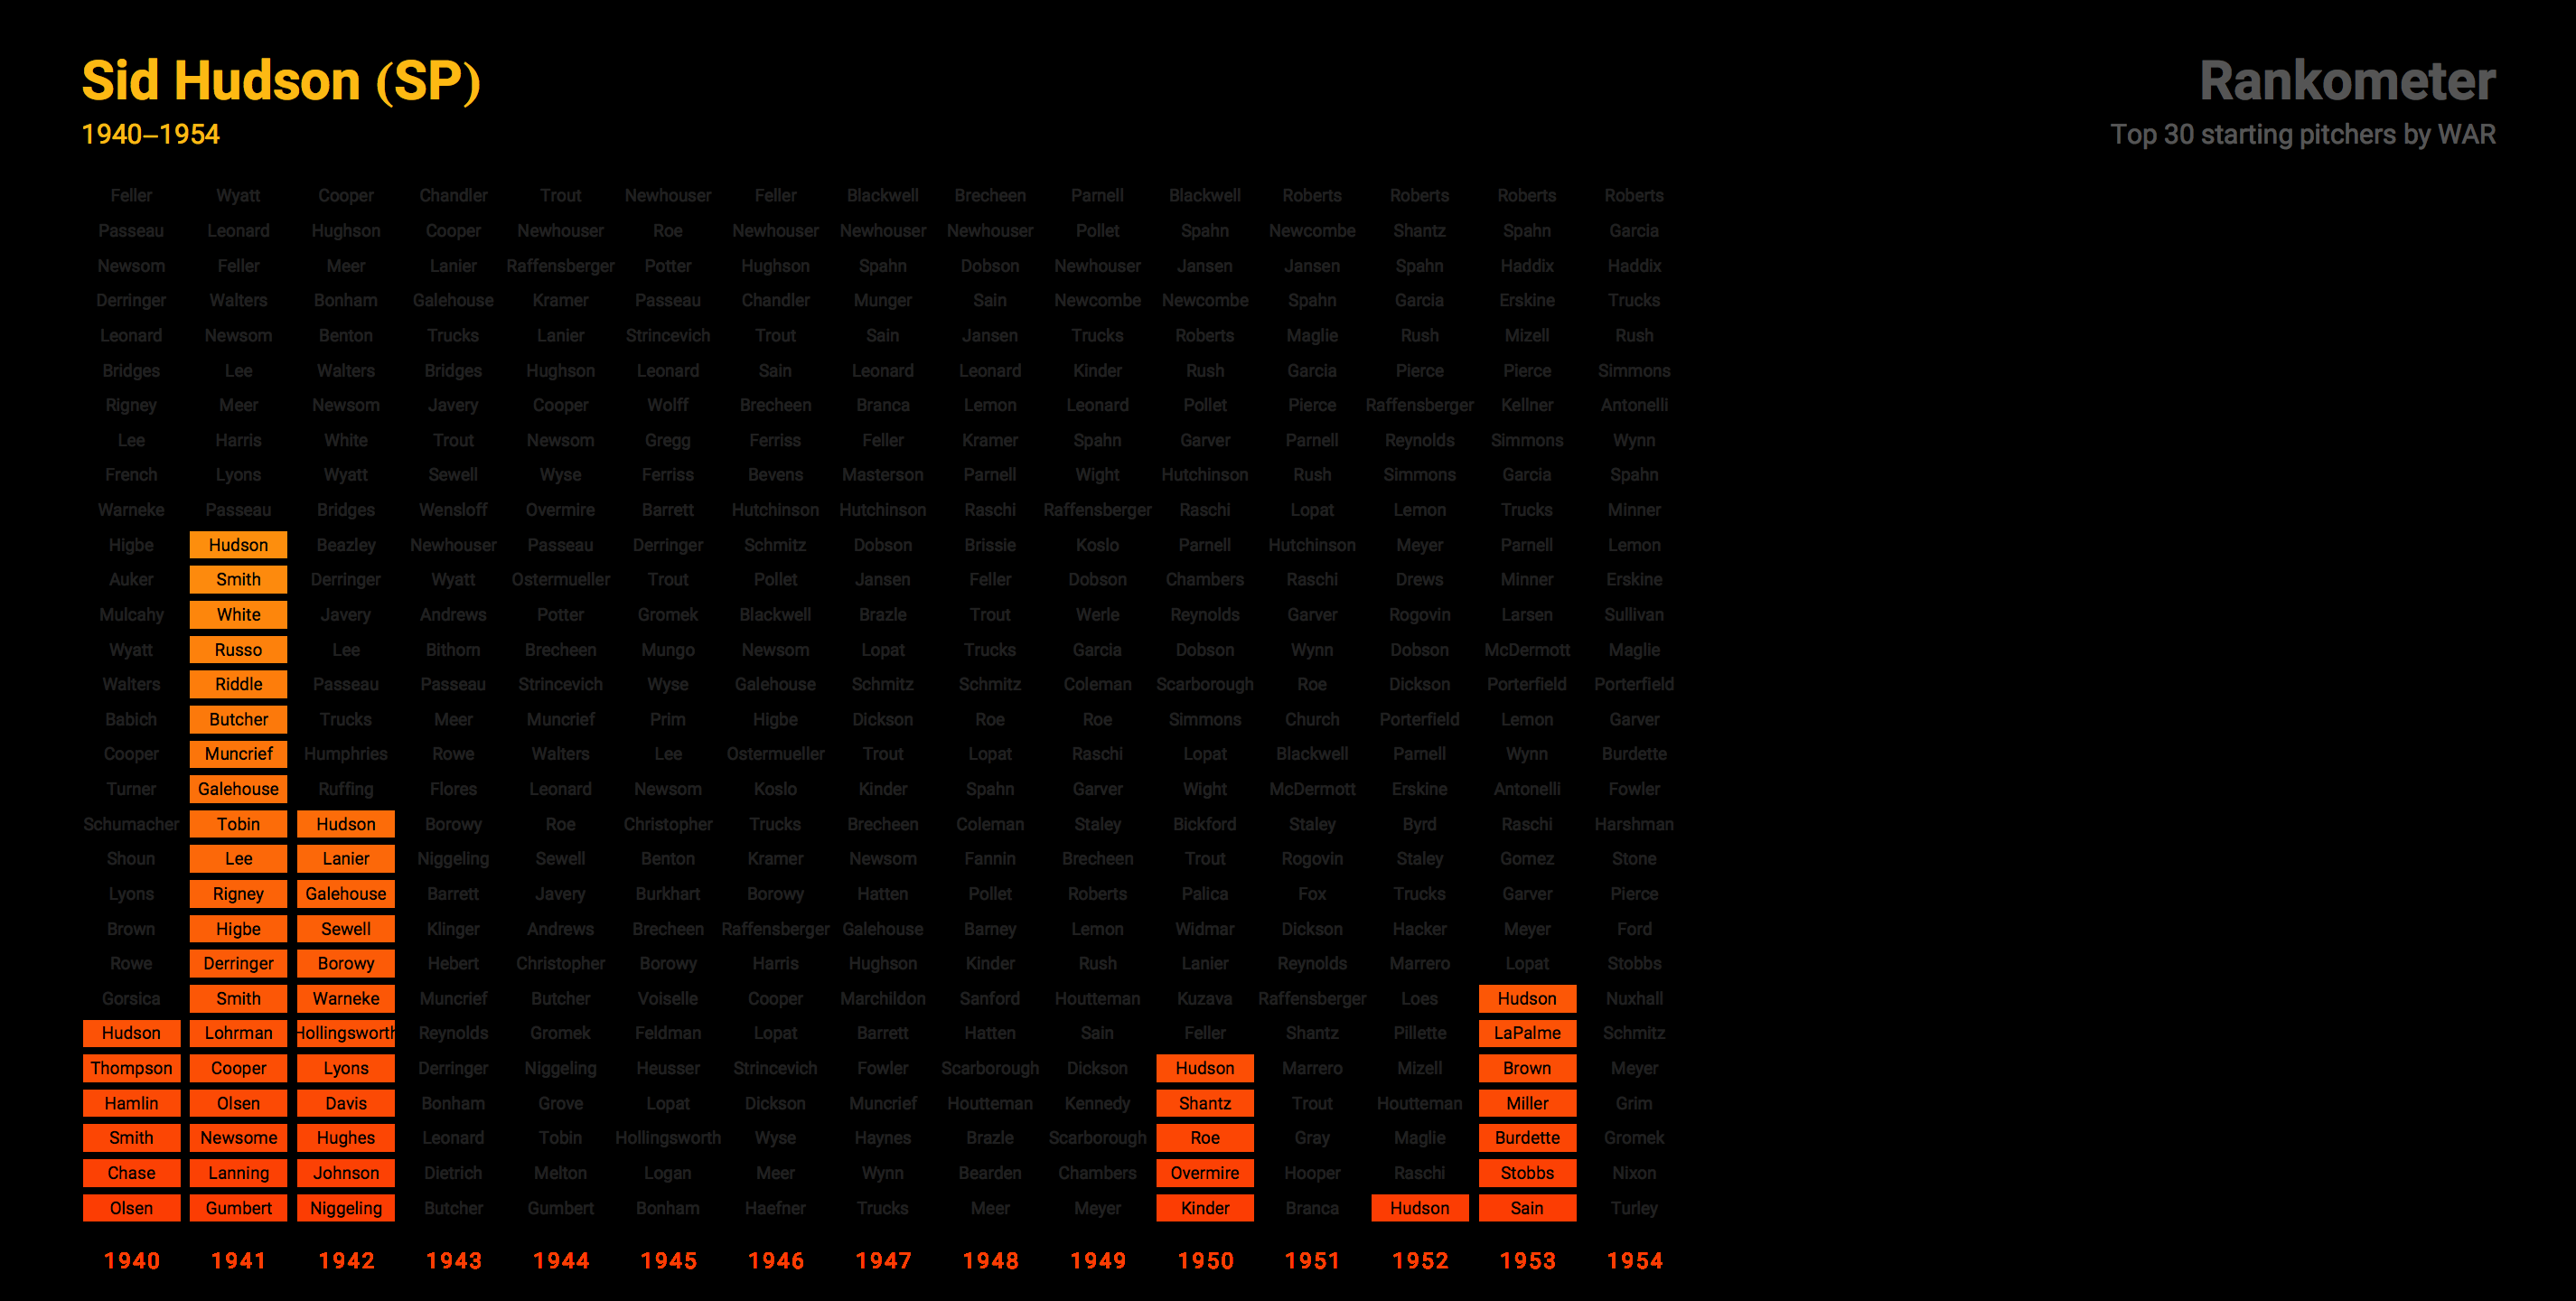 Sid Hudson (SP)
1940–1954
Rankometer
Top 30 starting pitchers by WAR
Feller Wyatt Cooper Chandler Trout Newhouser Feller Blackwell Brecheen Parnell Blackwell Roberts Roberts Roberts Roberts
Passeau Leonard Hughson Cooper Newhouser Roe Newhouser Newhouser Newhouser Pollet Spahn Newcombe Shantz Spahn Garcia
Newsom Feller Meer Lanier Raffensberger Potter Hughson Spahn Dobson Newhouser Jansen Jansen Spahn Haddix Haddix
Derringer Walters Bonham Galehouse Kramer Passeau Chandler Munger Sain Newcombe Newcombe Spahn Garcia Erskine Trucks
Leonard Newsom Benton Trucks Lanier Strincevich Trout Sain Jansen Trucks Roberts Maglie Rush Mizell Rush
Bridges Lee Walters Bridges Hughson Leonard Sain Leonard Leonard Kinder Rush Garcia Pierce Pierce Simmons
Rigney Meer Newsom Javery Cooper Wolff Brecheen Branca Lemon Leonard Pollet Pierce Raffensberger Kellner Antonelli
Lee Harris White Trout Newsom Gregg Ferriss Feller Kramer Spahn Garver Parnell Reynolds Simmons Wynn
French Lyons Wyatt Sewell Wyse Ferriss Bevens Masterson Parnell Wight Hutchinson Rush Simmons Garcia Spahn
Warneke Passeau Bridges Wensloff Overmire Barrett Hutchinson Hutchinson Raschi Raffensberger Raschi Lopat Lemon Trucks Minner
Higbe Hudson Beazley Newhouser Passeau Derringer Schmitz Dobson Brissie Koslo Parnell Hutchinson Meyer Parnell Lemon
Auker Smith Derringer Wyatt Ostermueller Trout Pollet Jansen Feller Dobson Chambers Raschi Drews Minner Erskine
Mulcahy White Javery Andrews Potter Gromek Blackwell Brazle Trout Werle Reynolds Garver Rogovin Larsen Sullivan
Wyatt Russo Lee Bithorn Brecheen Mungo Newsom Lopat Trucks Garcia Dobson Wynn Dobson McDermott Maglie
Walters Riddle Passeau Passeau Strincevich Wyse Galehouse Schmitz Schmitz Coleman Scarborough Roe Dickson Porterfield Porterfield
Babich Butcher Trucks Meer Muncrief Prim Higbe Dickson Roe Roe Simmons Church Porterfield Lemon Garver
Cooper Muncrief Humphries Rowe Walters Lee Ostermueller Trout Lopat Raschi Lopat Blackwell Parnell Wynn Burdette
Turner Galehouse Ruffing Flores Leonard Newsom Koslo Kinder Spahn Garver Wight McDermott Erskine Antonelli Fowler
Schumacher Tobin Hudson Borowy Roe Christopher Trucks Brecheen Coleman Staley Bickford Staley Byrd Raschi Harshman
Shoun Lee Lanier Niggeling Sewell Benton Kramer Newsom Fannin Brecheen Trout Rogovin Staley Gomez Stone
Lyons Rigney Galehouse Barrett Javery Burkhart Borowy Hatten Pollet Roberts Palica Fox Trucks Garver Pierce
Brown Higbe Sewell Klinger Andrews Brecheen Raffensberger Galehouse Barney Lemon Widmar Dickson Hacker Meyer Ford
Rowe Derringer Borowy Hebert Christopher Borowy Harris Hughson Kinder Rush Lanier Reynolds Marrero Lopat Stobbs
Gorsica Smith Warneke Muncrief Butcher Voiselle Cooper Marchildon Sanford Houtteman Kuzava Raffensberger Loes Hudson Nuxhall
Hudson Lohrman Hollingsworth Reynolds Gromek Feldman Lopat Barrett Hatten Sain Feller Shantz Pillette LaPalme Schmitz
Thompson Cooper Lyons Derringer Niggeling Heusser Strincevich Fowler Scarborough Dickson Hudson Marrero Mizell Brown Meyer
Hamlin Olsen Davis Bonham Grove Lopat Dickson Muncrief Houtteman Kennedy Shantz Trout Houtteman Miller Grim
Smith Newsome Hughes Leonard Tobin Hollingsworth Wyse Haynes Brazle Scarborough Roe Gray Maglie Burdette Gromek
Chase Lanning Johnson Dietrich Melton Logan Meer Wynn Bearden Chambers Overmire Hooper Raschi Stobbs Nixon
Olsen Gumbert Niggeling Butcher Gumbert Bonham Haefner Trucks Meer Meyer Kinder Branca Hudson Sain Turley
1940 1941 1942 1943 1944 1945 1946 1947 1948 1949 1950 1951 1952 1953 1954